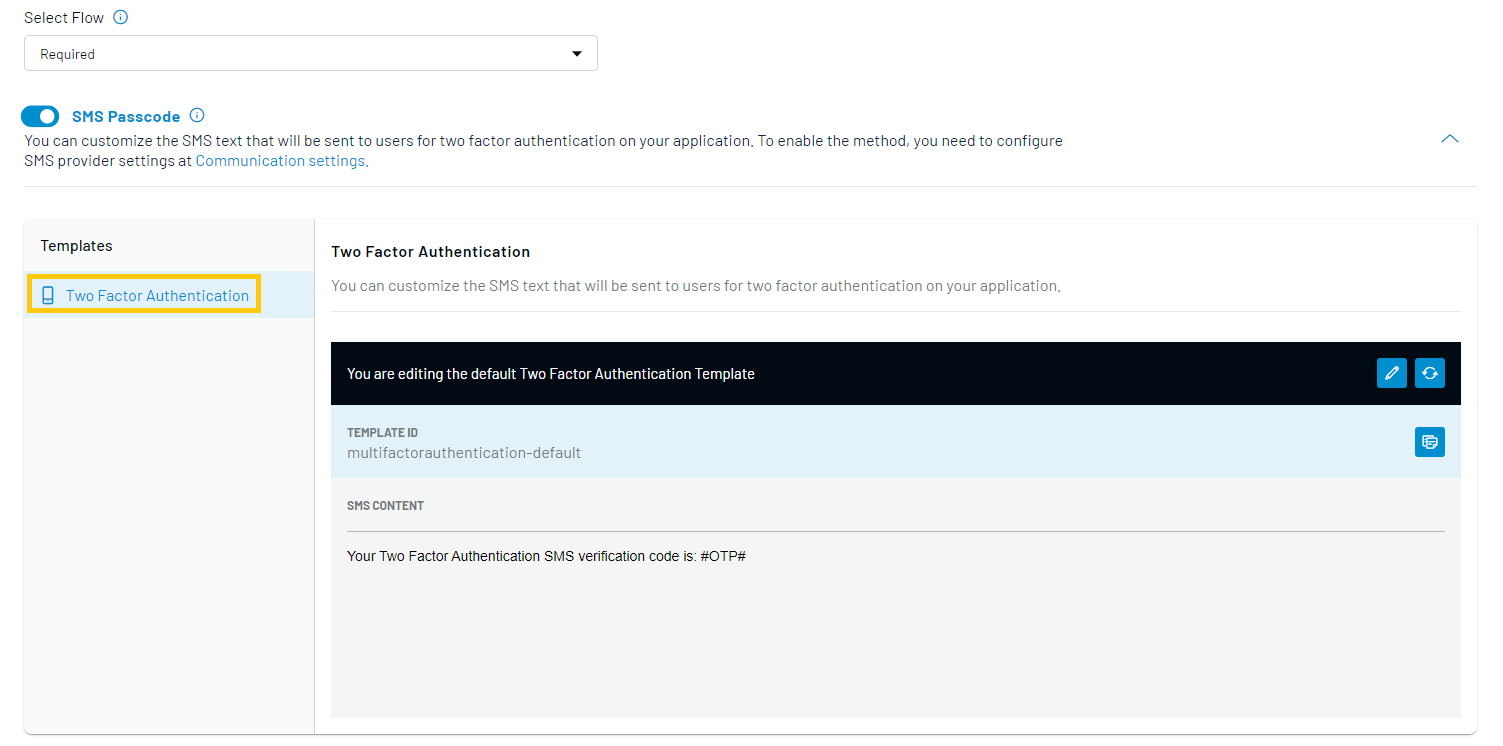 Select Flow
Required
SMS Passcode
You can customize the SMS text that will be sent to users for two factor authentication on your application. To enable the method, you need to configure
SMS provider settings at Communication settings.
Templates
Two Factor Authentication
Two Factor Authentication
You can customize the SMS text that will be sent to users for two factor authentication on your application.
You are editing the default Two Factor Authentication Template
TEMPLATE ID
multifactorauthentication-default
SMS CONTENT
Your Two Factor Authentication SMS verification code is: #OTP#